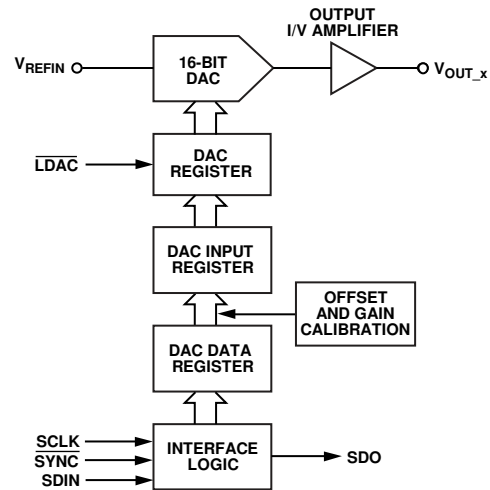 OUTPUT
I/V AMPLIFIER
V_REFIN
16-BIT
DAC
V_OUT_x
LDAC
DAC
REGISTER
DAC INPUT
REGISTER
OFFSET
AND GAIN
CALIBRATION
DAC DATA
REGISTER
SCLK
SYNC
SDIN
INTERFACE
LOGIC
SDO